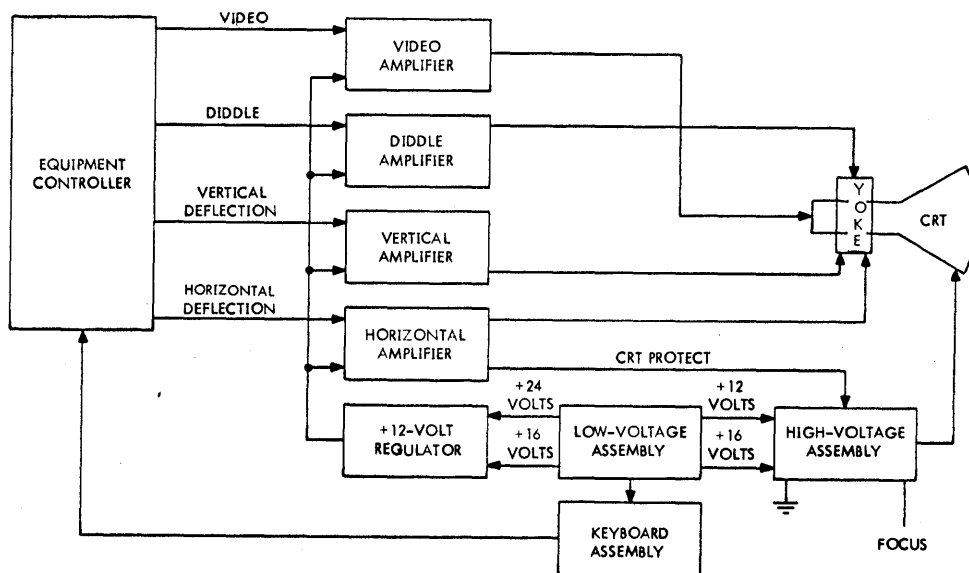 VIDEO
VIDEO
AMPLIFIER
DIDDLE
DIDDLE
AMPLIFIER
EQUIPMENT
CONTROLLER
VERTICAL
DEFLECTION
VERTICAL
AMPLIFIER
YOKE
CRT
HORIZONTAL
DEFLECTION
HORIZONTAL
AMPLIFIER
CRT PROTECT
+24
VOLTS
+12
VOLTS
+12-VOLT
REGULATOR
+16
VOLTS
LOW-VOLTAGE
ASSEMBLY
+16
VOLTS
HIGH-VOLTAGE
ASSEMBLY
KEYBOARD
ASSEMBLY
FOCUS